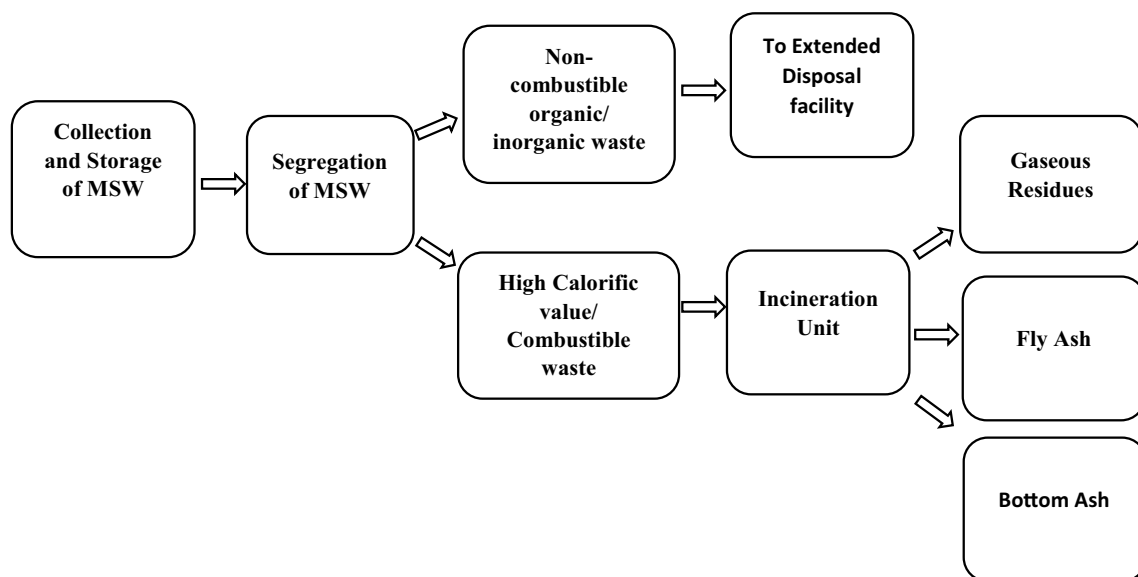 Collection
and Storage
of MSW
Segregation
of MSW
Non-
combustible
organic/
inorganic waste
To Extended
Disposal
facility
High Calorific
value/
Combustible
waste
Incineration
Unit
Gaseous
Residues
Fly Ash
Bottom Ash